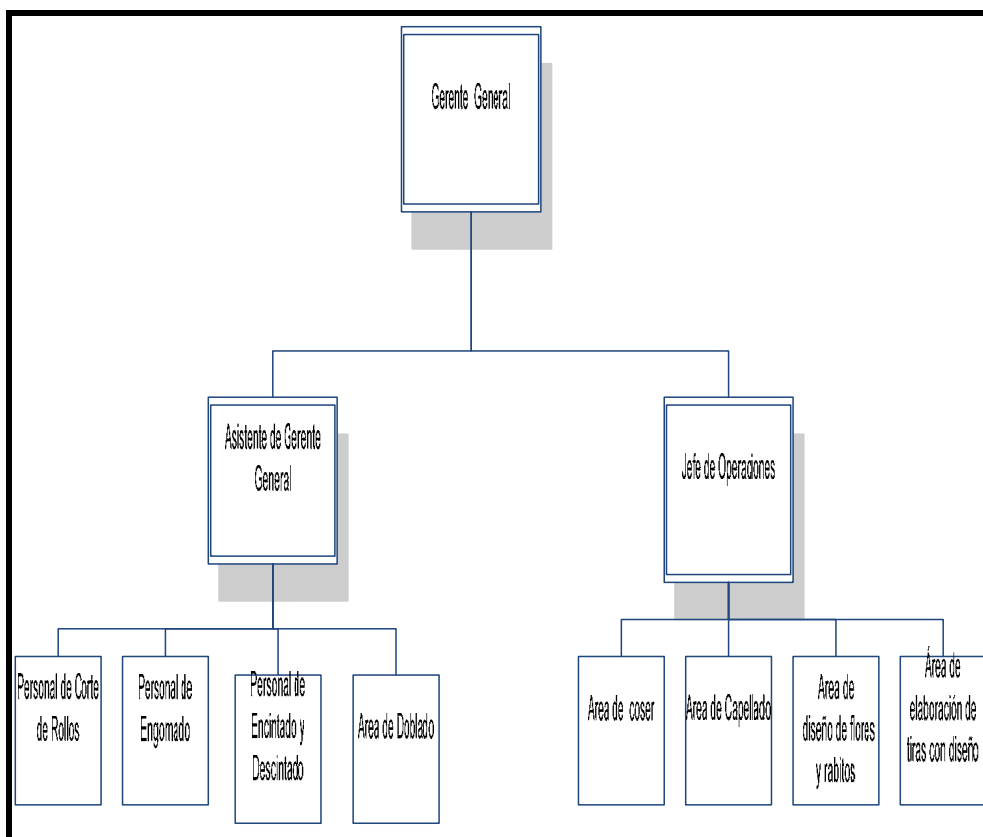 Gerente General
Asistente de Gerente
General
Jefe de Operaciones
Personal de Corte
de Rollos
Personal de
Engomado
Personal de
Encintado y
Descintado
Area de Doblado
Area de coser
Area de Capellado
Area de
diseño de flores
y rabitos
Área de
elaboración de
tiras con diseño